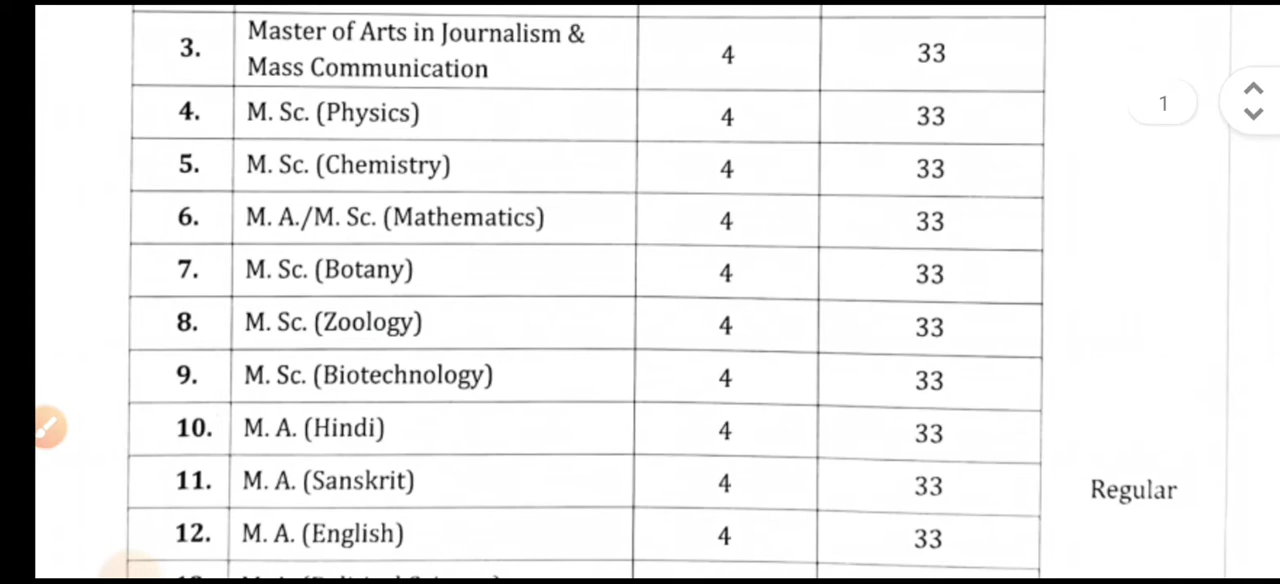 3. Master of Arts in Journalism & 4 33
Mass Communication
4. M. Sc. (Physics) 4 33
1
5. M. Sc. (Chemistry) 4 33
6. M. A./M. Sc. (Mathematics) 4 33
7. M. Sc. (Botany) 4 33
8. M. Sc. (Zoology) 4 33
9. M. Sc. (Biotechnology) 4 33
10. M. A. (Hindi) 4 33
11. M. A. (Sanskrit) 4 33 Regular
12. M. A. (English) 4 33